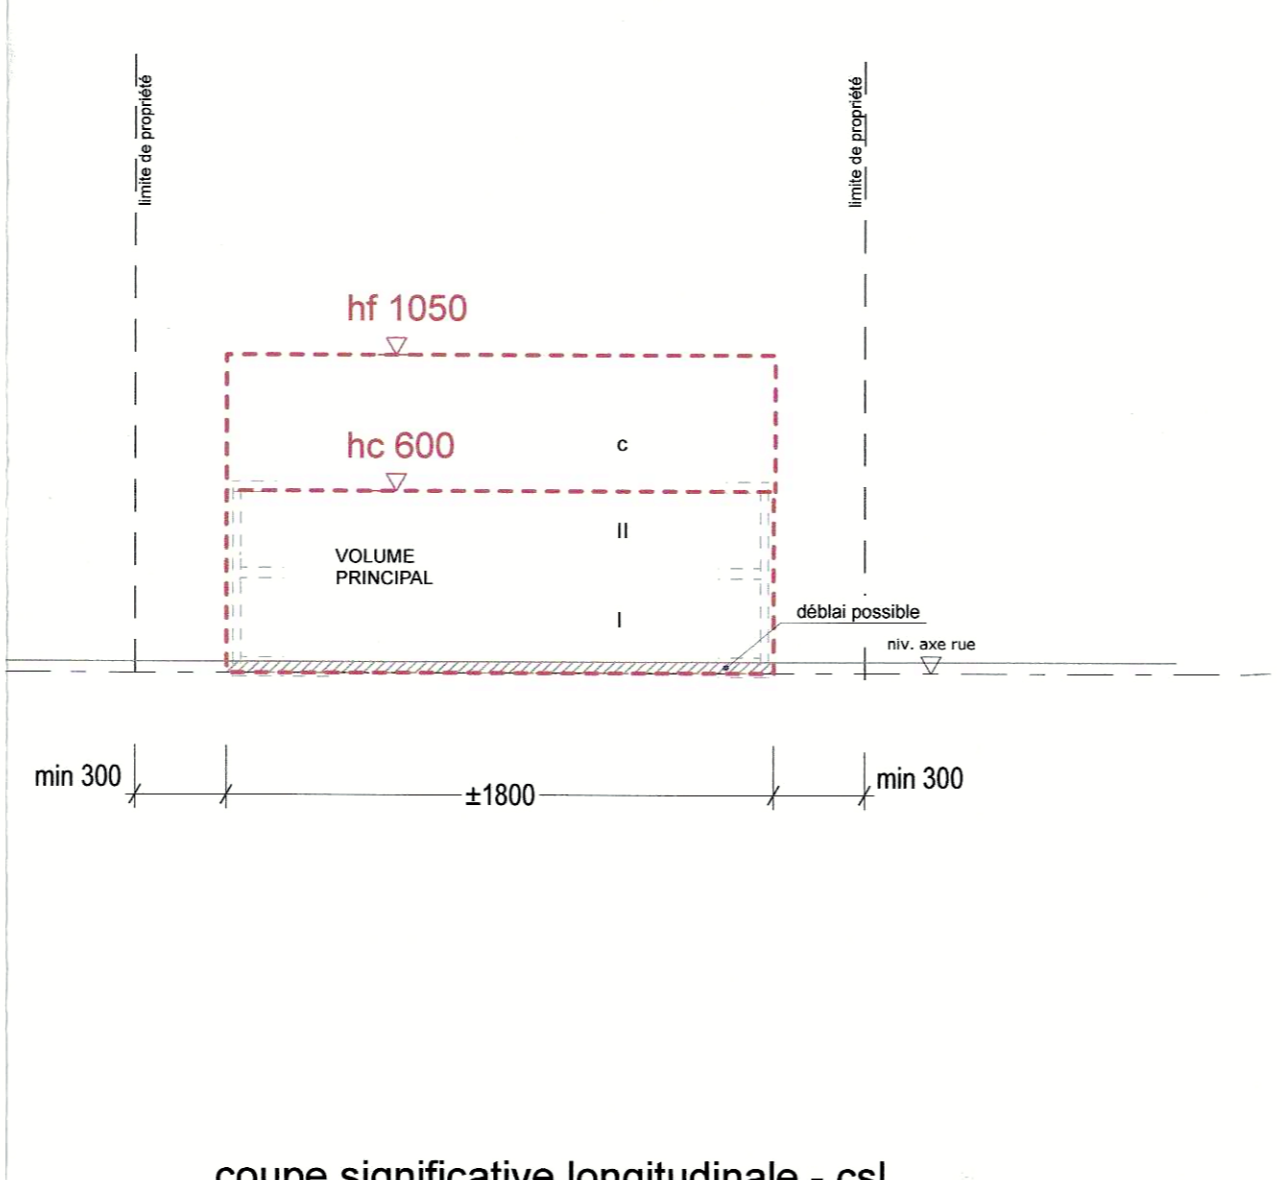 limite de propriété
limite de propriété
hf 1050
hc 600
c
II
VOLUME
PRINCIPAL
I
déblai possible
niv. axe rue
min 300
±1800
min 300
coupe significative longitudinale - csl